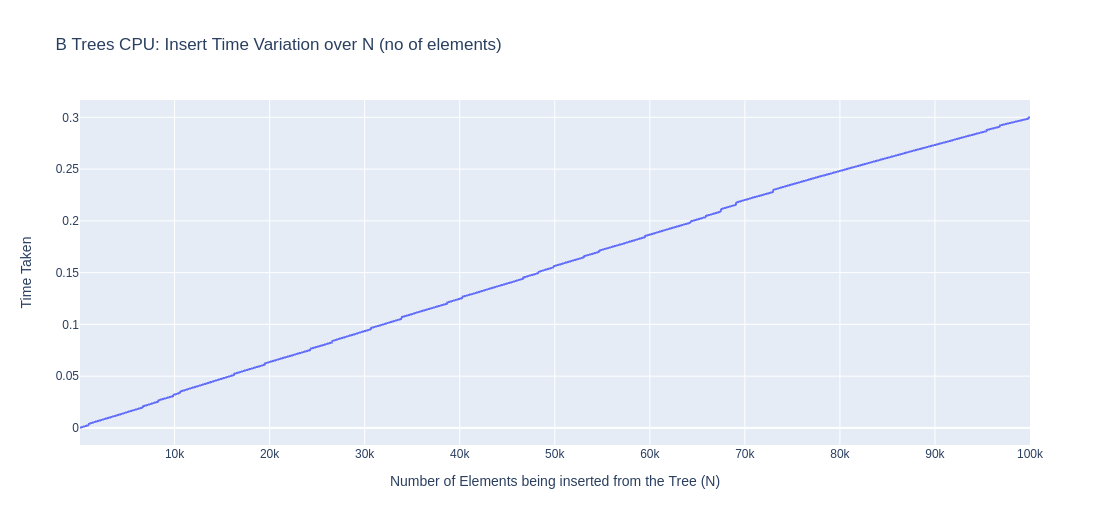 B Trees CPU: Insert Time Variation over N (no of elements)
0.3
0.25
0.2
0.15
0.1
0.05
0
Time Taken
10k 20k 30k 40k 50k 60k 70k 80k 90k 100k
Number of Elements being inserted from the Tree (N)